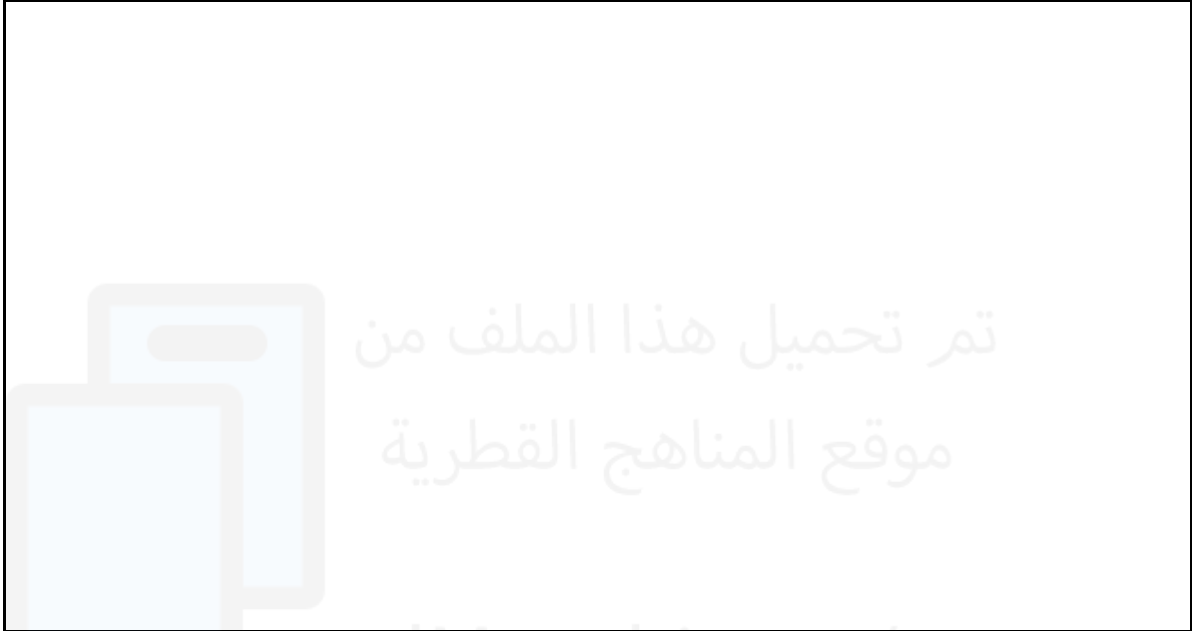 تم تحميل هذا الملف من
موقع المناهج القطرية